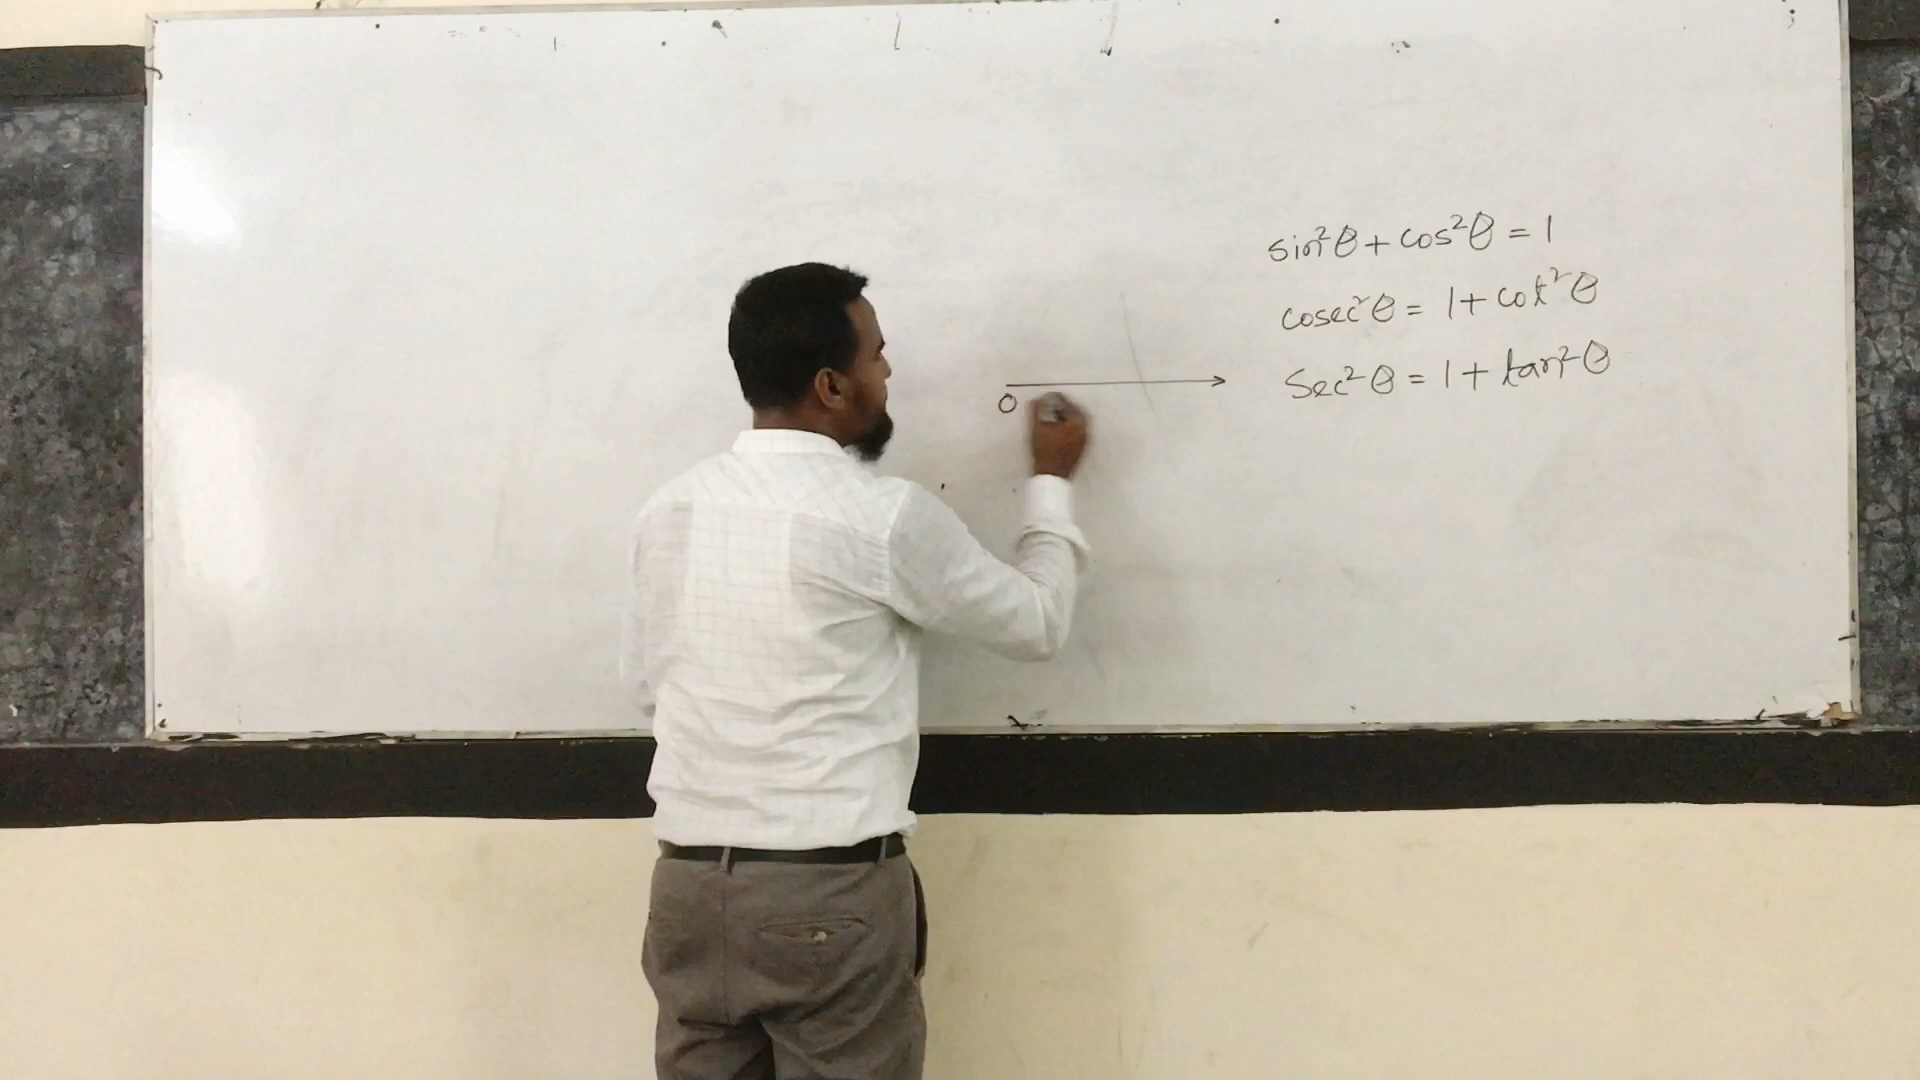 sin²θ + cos²θ = 1
cosec²θ = 1 + cot²θ
Sec²θ = 1 + tan²θ
O